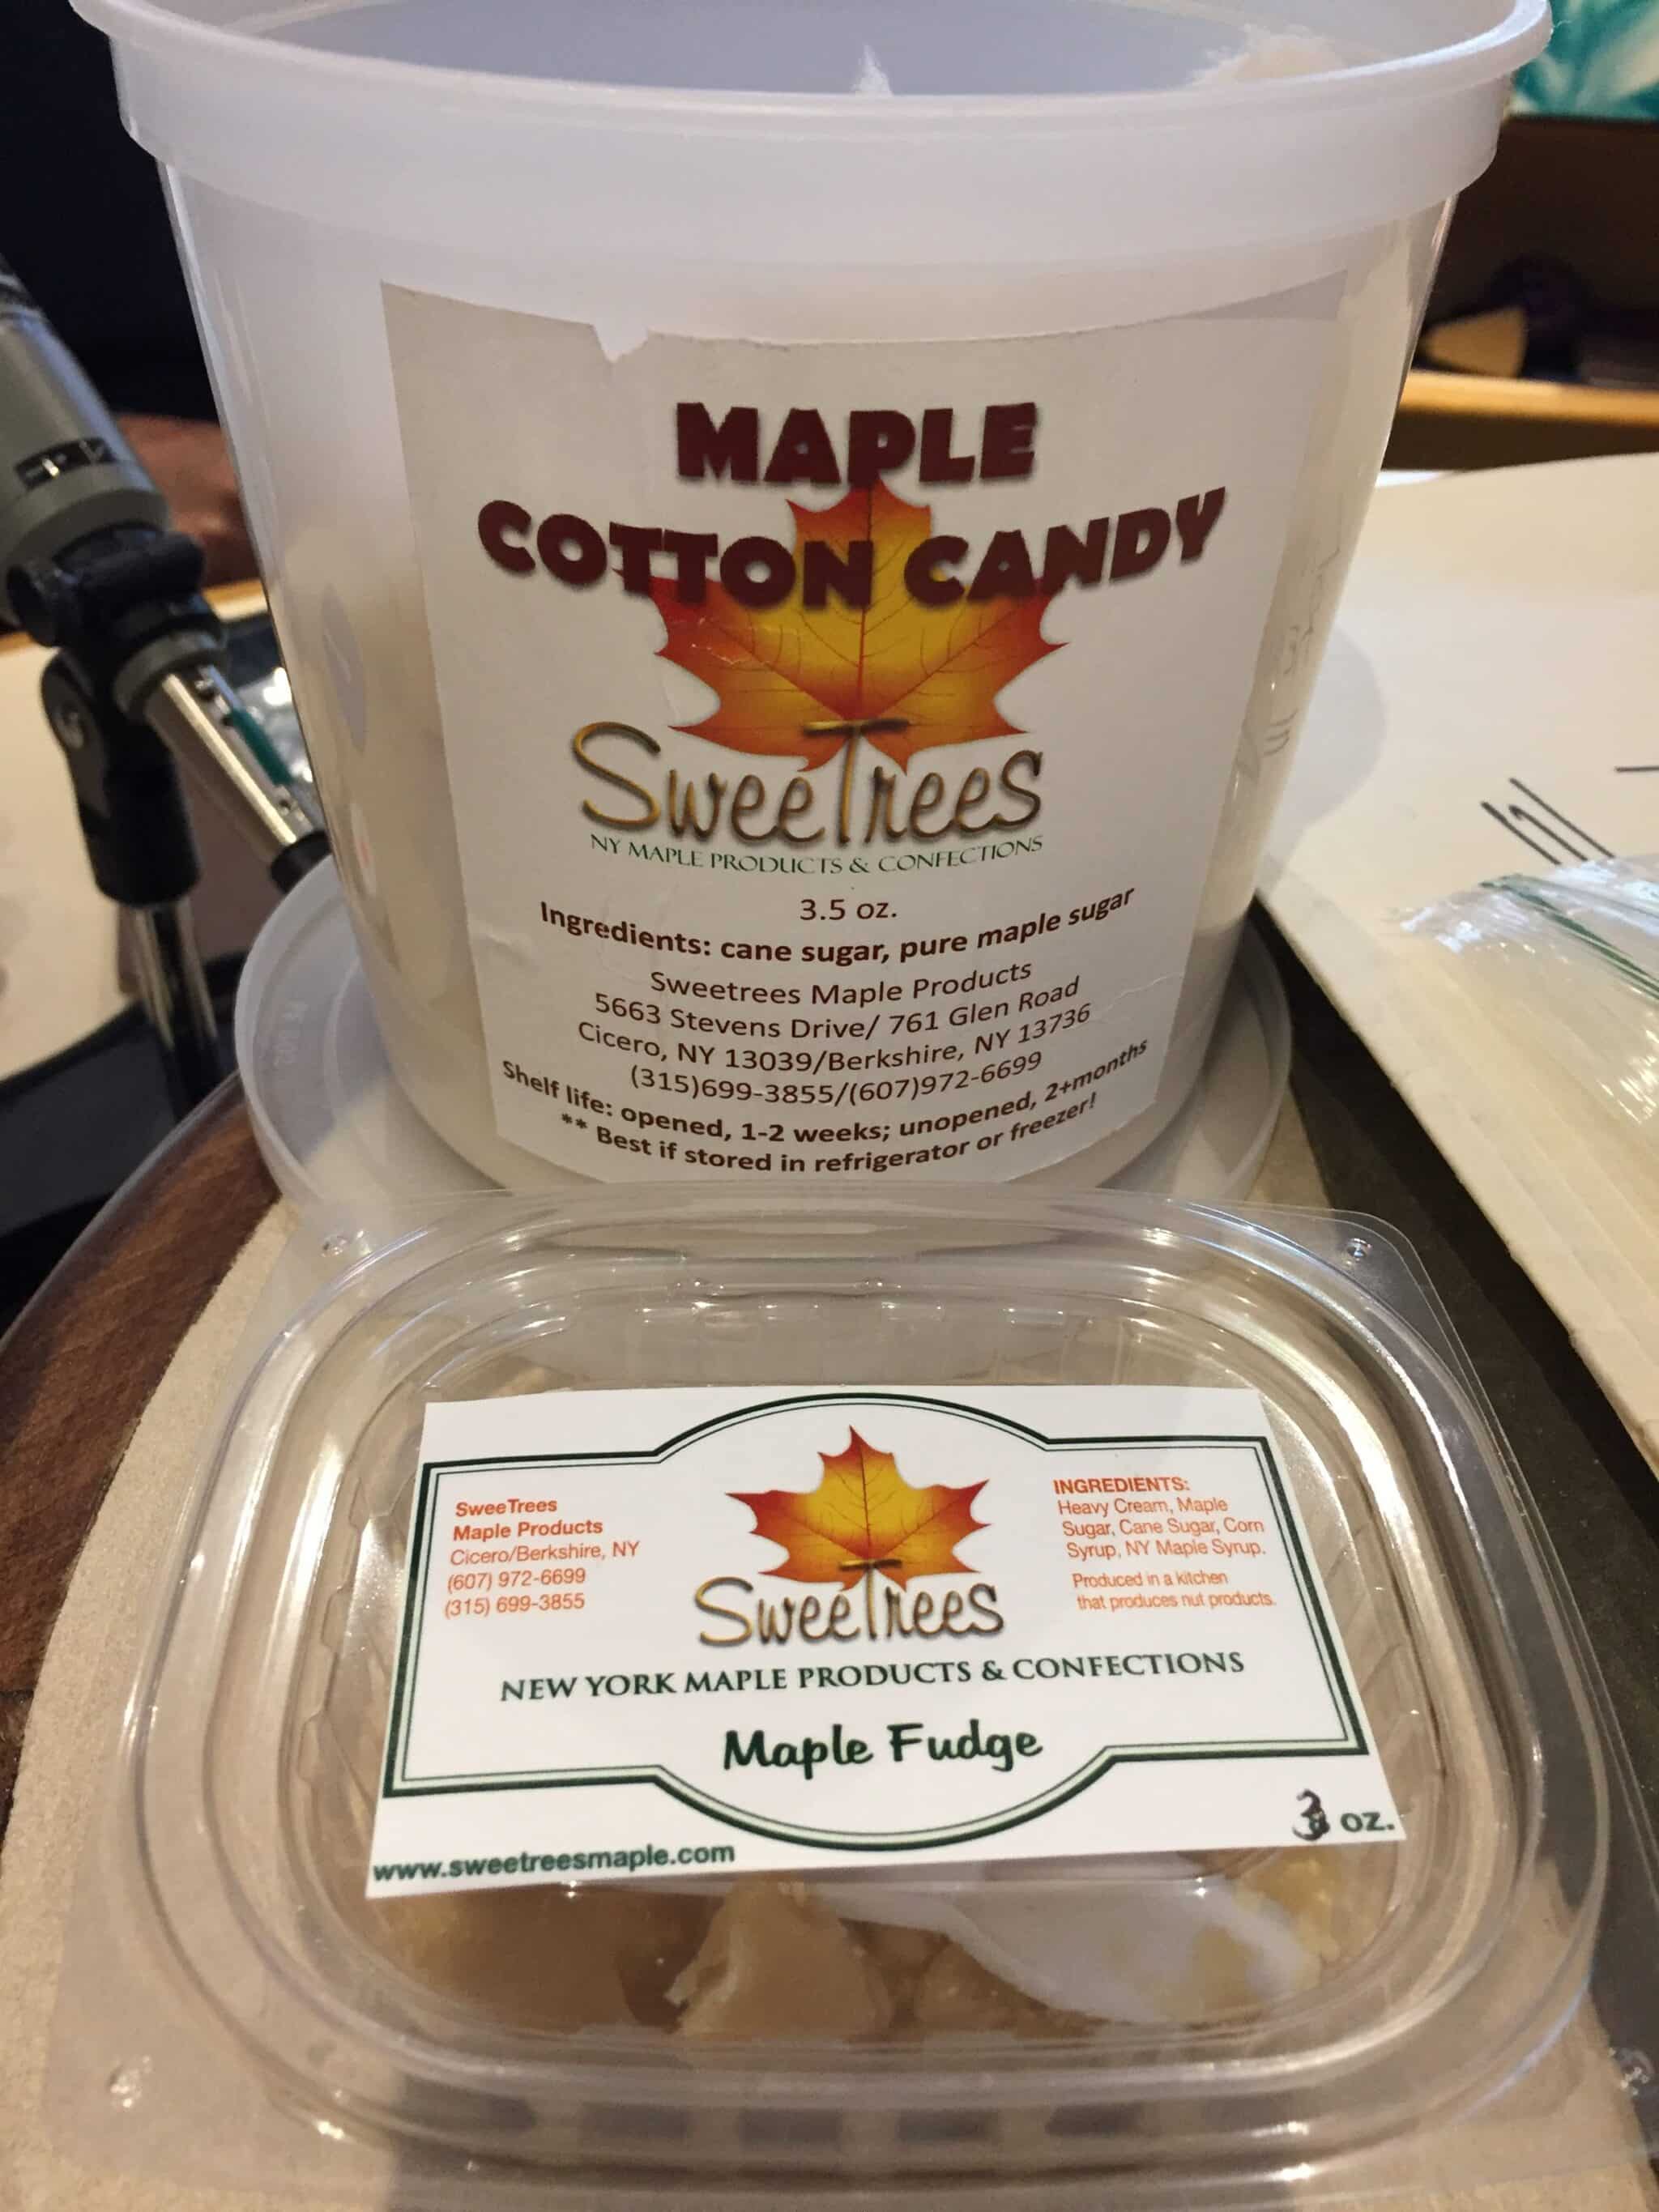 MAPLE
COTTON CANDY
SweeTrees
NY MAPLE PRODUCTS & CONFECTIONS
3.5 oz.
Ingredients: cane sugar, pure maple sugar
Sweetrees Maple Products
5663 Stevens Drive/ 761 Glen Road
Cicero, NY 13039/Berkshire, NY 13736
(315)699-3855/(607)972-6699
Shelf life: opened, 1-2 weeks; unopened, 2+months
** Best if stored in refrigerator or freezer!
SweeTrees
Maple Products
Cicero/Berkshire, NY
(607) 972-6699
(315) 699-3855
SweeTrees
INGREDIENTS:
Heavy Cream, Maple
Sugar, Cane Sugar, Corn
Syrup, NY Maple Syrup.
Produced in a kitchen
that produces nut products.
NEW YORK MAPLE PRODUCTS & CONFECTIONS
Maple Fudge
3 oz.
www.sweetreesmaple.com